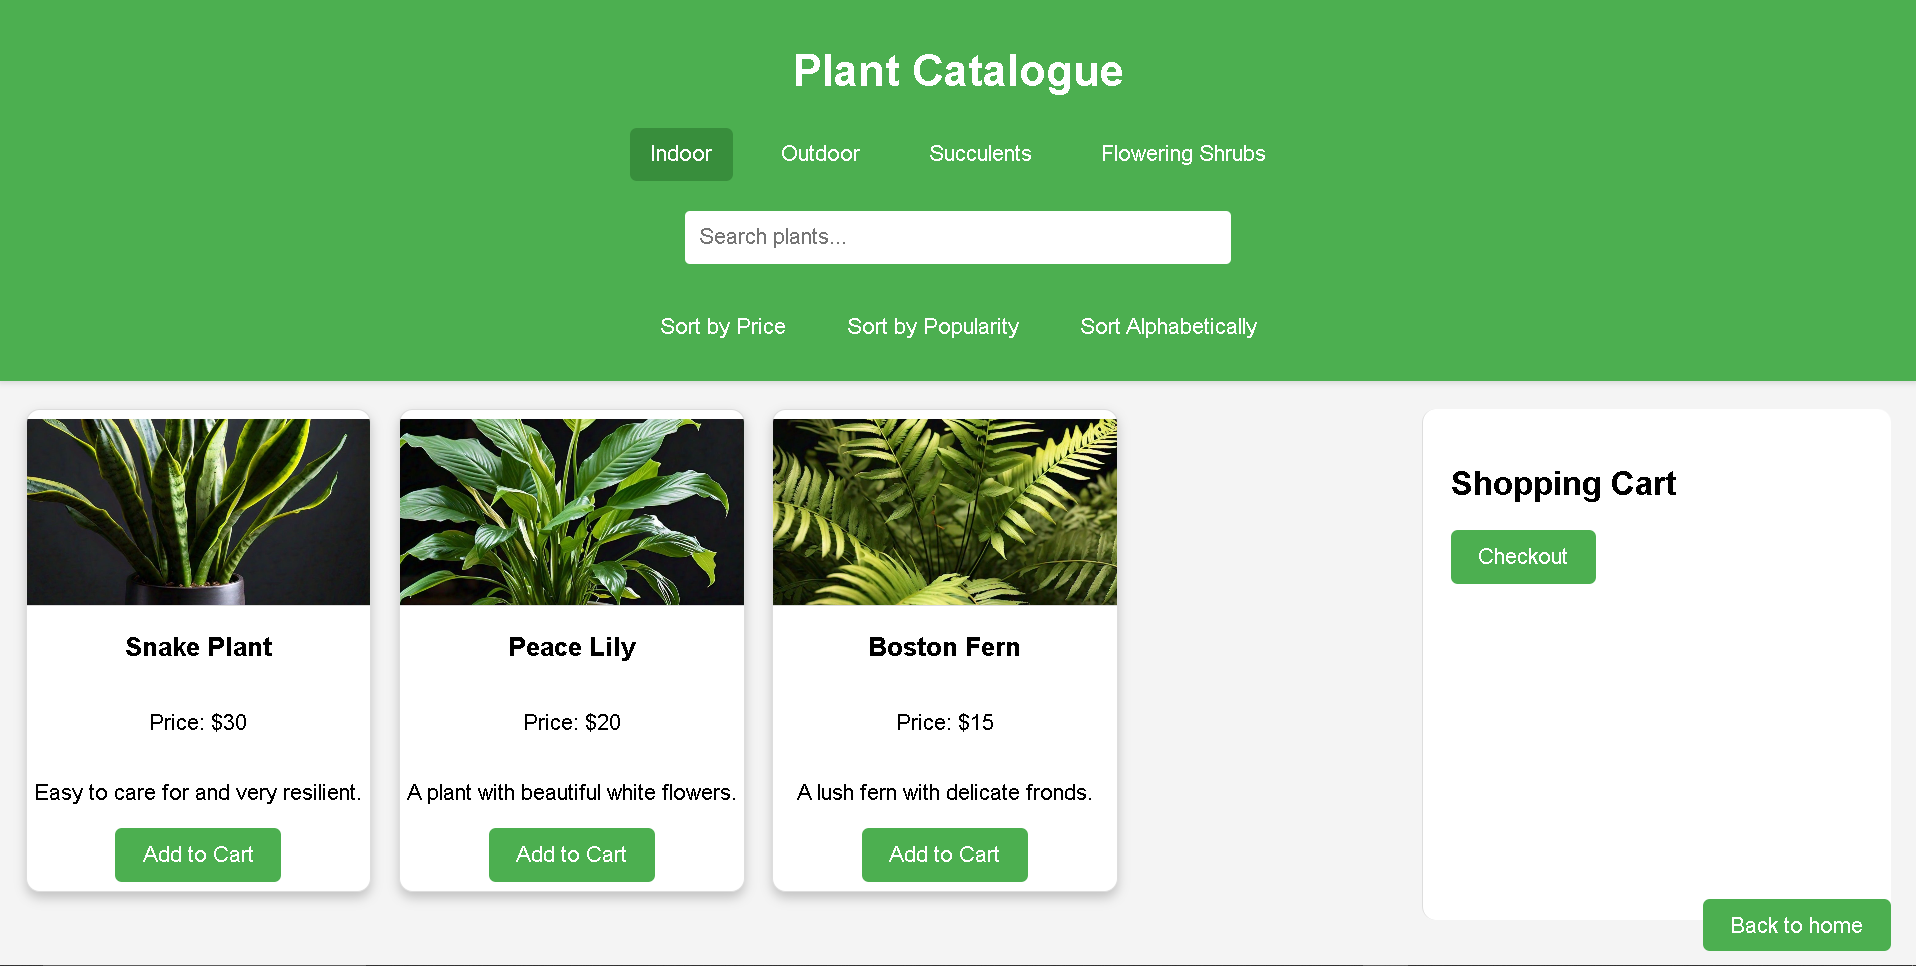 Plant Catalogue
Indoor Outdoor Succulents Flowering Shrubs
Search plants...
Sort by Price Sort by Popularity Sort Alphabetically
Snake Plant
Price: $30
Easy to care for and very resilient.
Add to Cart
Peace Lily
Price: $20
A plant with beautiful white flowers.
Add to Cart
Boston Fern
Price: $15
A lush fern with delicate fronds.
Add to Cart
Shopping Cart
Checkout
Back to home